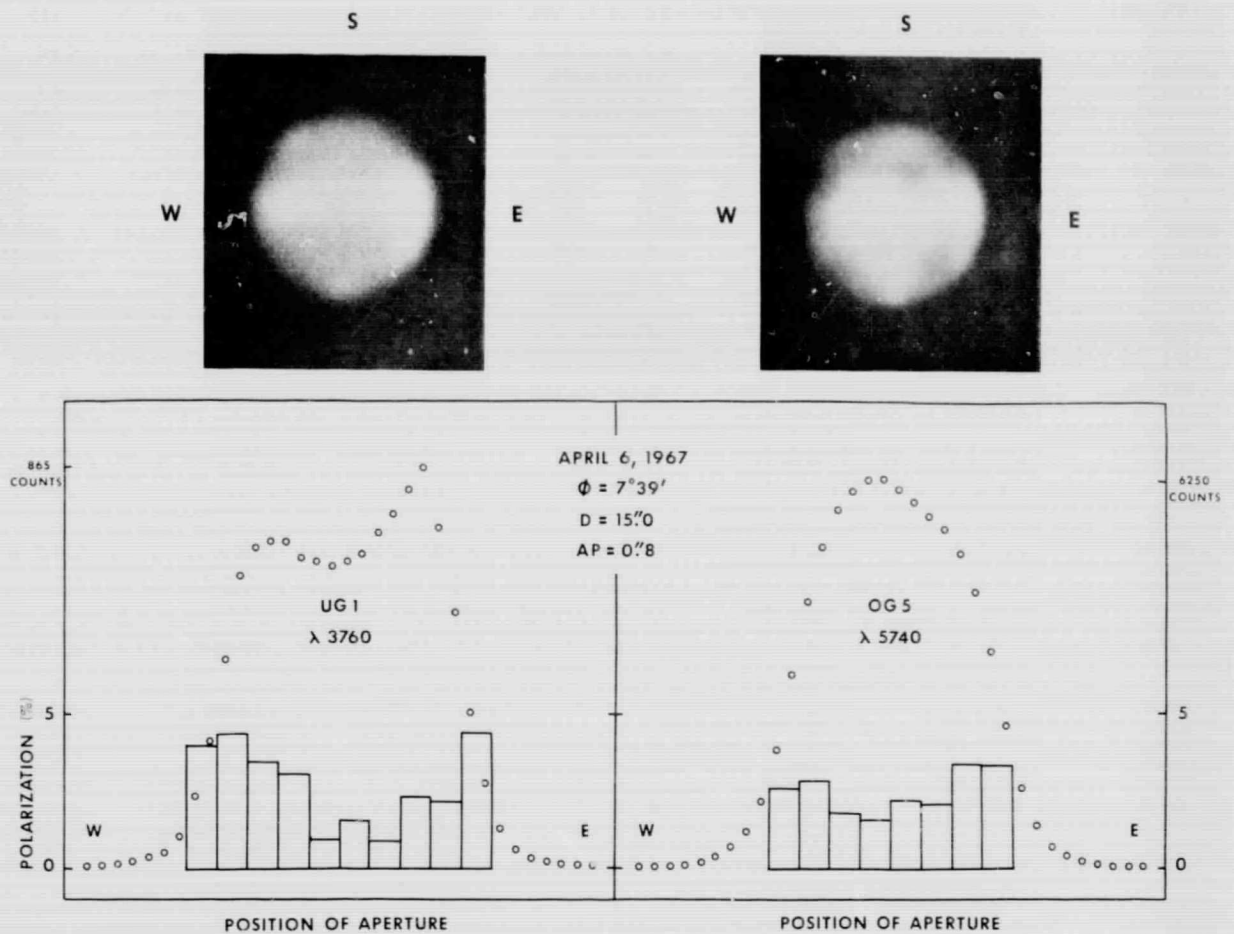 S
S
W
E
W
E
865
COUNTS
APRIL 6, 1967
ϕ = 7°39′
D = 15″.0
AP = 0″.8
6250
COUNTS
UG 1
λ 3760
OG 5
λ 5740
5
5
POLARIZATION (%)
W
E
W
E
0
0
POSITION OF APERTURE
POSITION OF APERTURE